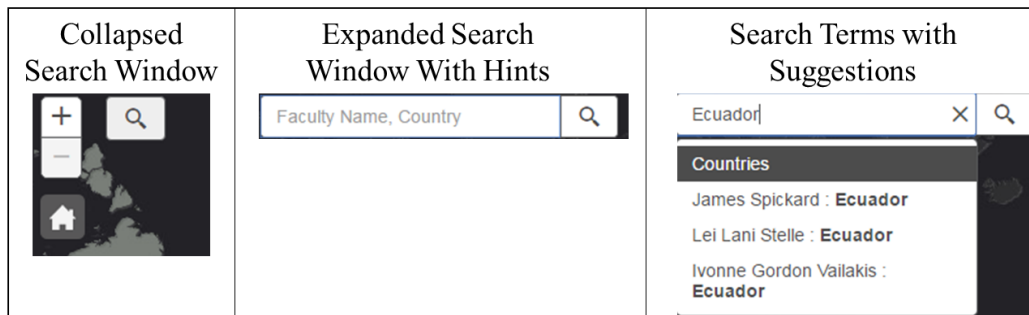 Collapsed
Search Window
Expanded Search
Window With Hints
Faculty Name, Country
Search Terms with
Suggestions
Ecuador
Countries
James Spickard : Ecuador
Lei Lani Stelle : Ecuador
Ivonne Gordon Vailakis :
Ecuador